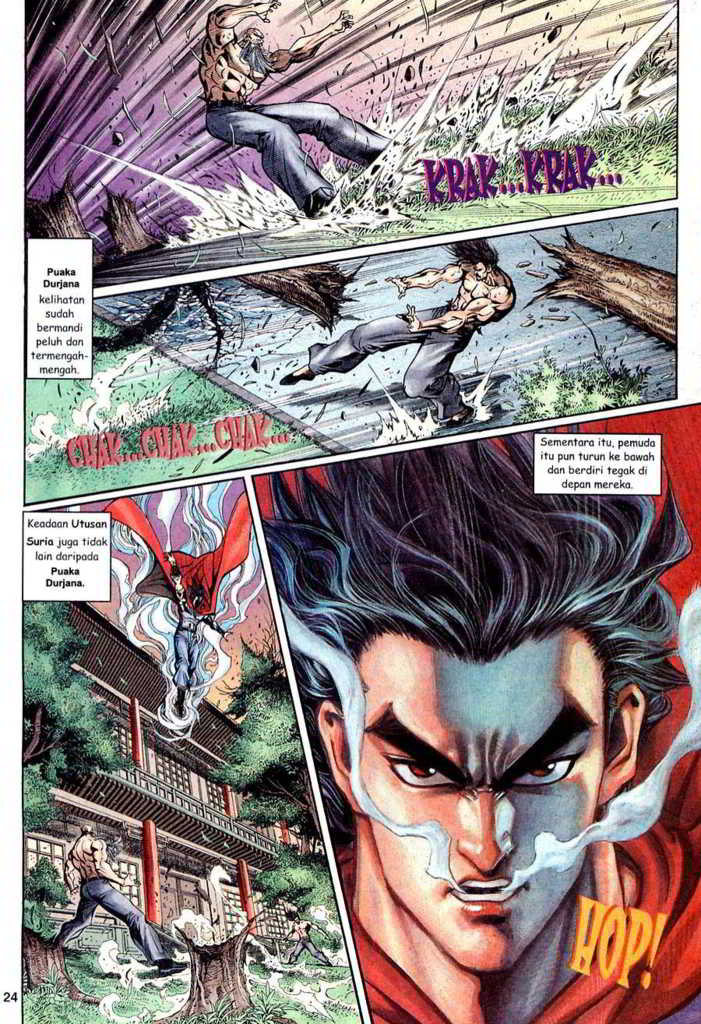 KRAK...KRAK...
Puaka
Durjana
kelihatan
sudah
bermandi
peluh dan
termengah-
mengah.
CHAK...CHAK...CHAK...
Sementara itu, pemuda
itu pun turun ke bawah
dan berdiri tegak di
depan mereka.
Keadaan Utusan
Suria juga tidak
lain daripada
Puaka
Durjana.
HOP!
24